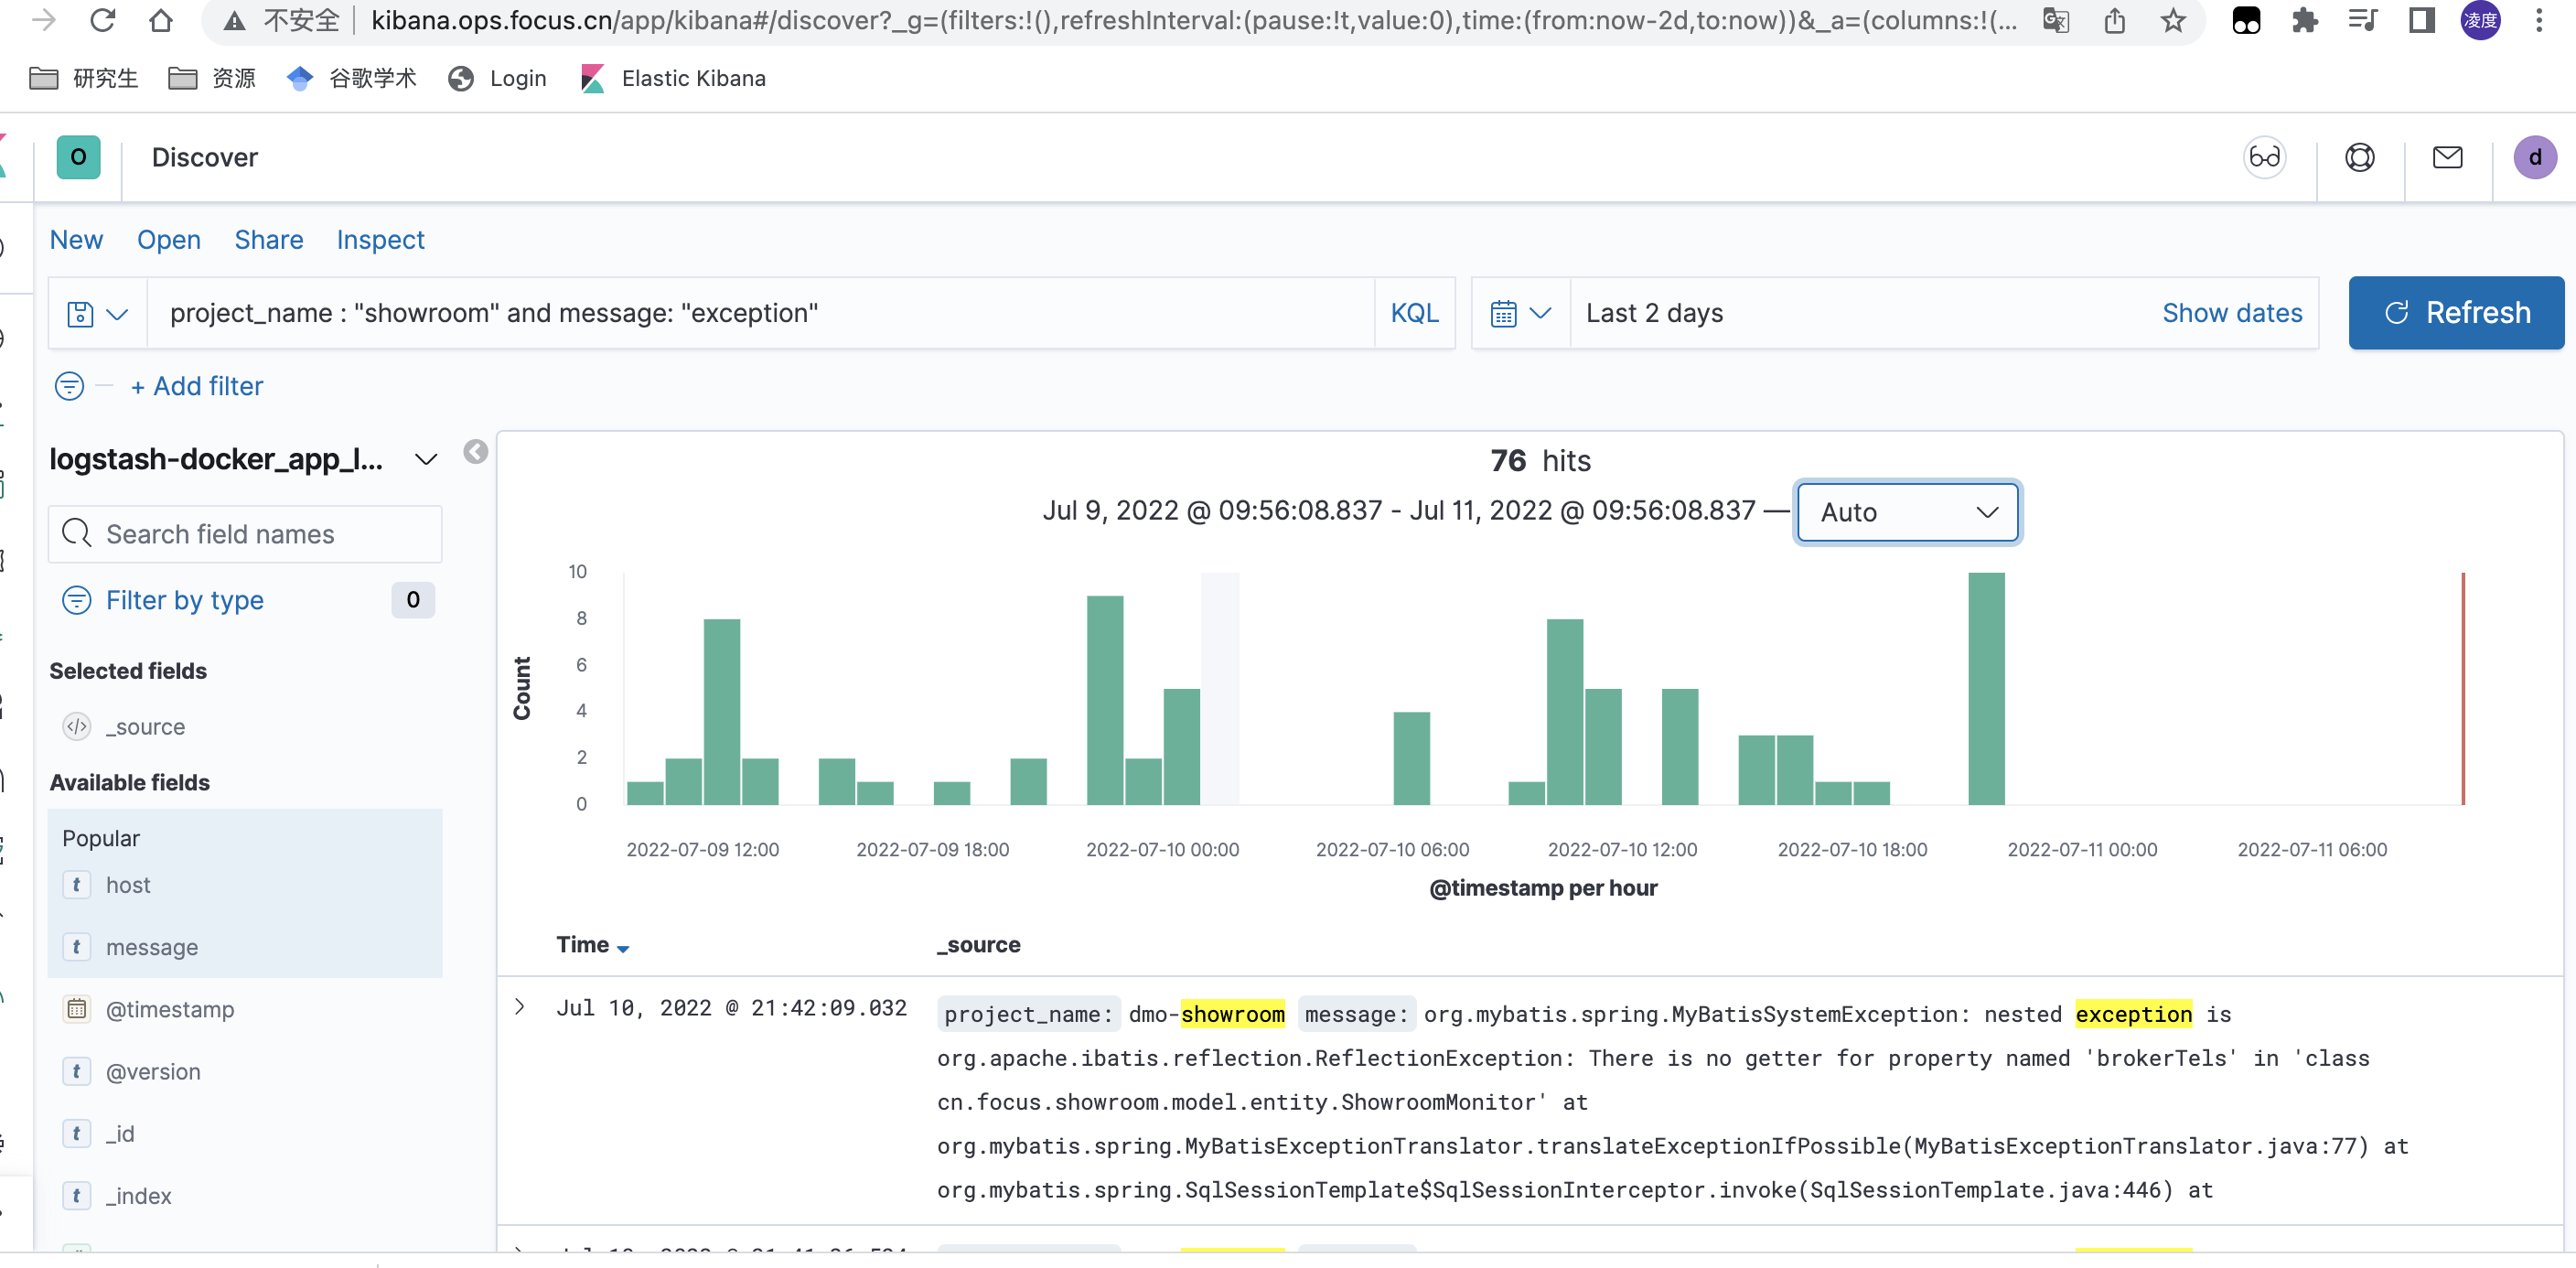 不安全 kibana.ops.focus.cn/app/kibana#/discover?_g=(filters:!(),refreshInterval:(pause:!t,value:0),time:(from:now-2d,to:now))&_a=(columns:!(... 凌度
研究生 资源 谷歌学术 Login Elastic Kibana
O Discover d
New Open Share Inspect
project_name : "showroom" and message: "exception" KQL Last 2 days Show dates Refresh
+ Add filter
logstash-docker_app_l...
76 hits
Jul 9, 2022 @ 09:56:08.837 - Jul 11, 2022 @ 09:56:08.837 — Auto
Search field names
Filter by type 0
Selected fields
_source
Available fields
Popular
t host
t message
@timestamp
t @version
t _id
t _index
10
8
6
4
2
0
Count
2022-07-09 12:00 2022-07-09 18:00 2022-07-10 00:00 2022-07-10 06:00 2022-07-10 12:00 2022-07-10 18:00 2022-07-11 00:00 2022-07-11 06:00
@timestamp per hour
Time _source
Jul 10, 2022 @ 21:42:09.032 project_name: dmo-showroom message: org.mybatis.spring.MyBatisSystemException: nested exception is
org.apache.ibatis.reflection.ReflectionException: There is no getter for property named 'brokerTels' in 'class
cn.focus.showroom.model.entity.ShowroomMonitor' at
org.mybatis.spring.MyBatisExceptionTranslator.translateExceptionIfPossible(MyBatisExceptionTranslator.java:77) at
org.mybatis.spring.SqlSessionTemplate$SqlSessionInterceptor.invoke(SqlSessionTemplate.java:446) at